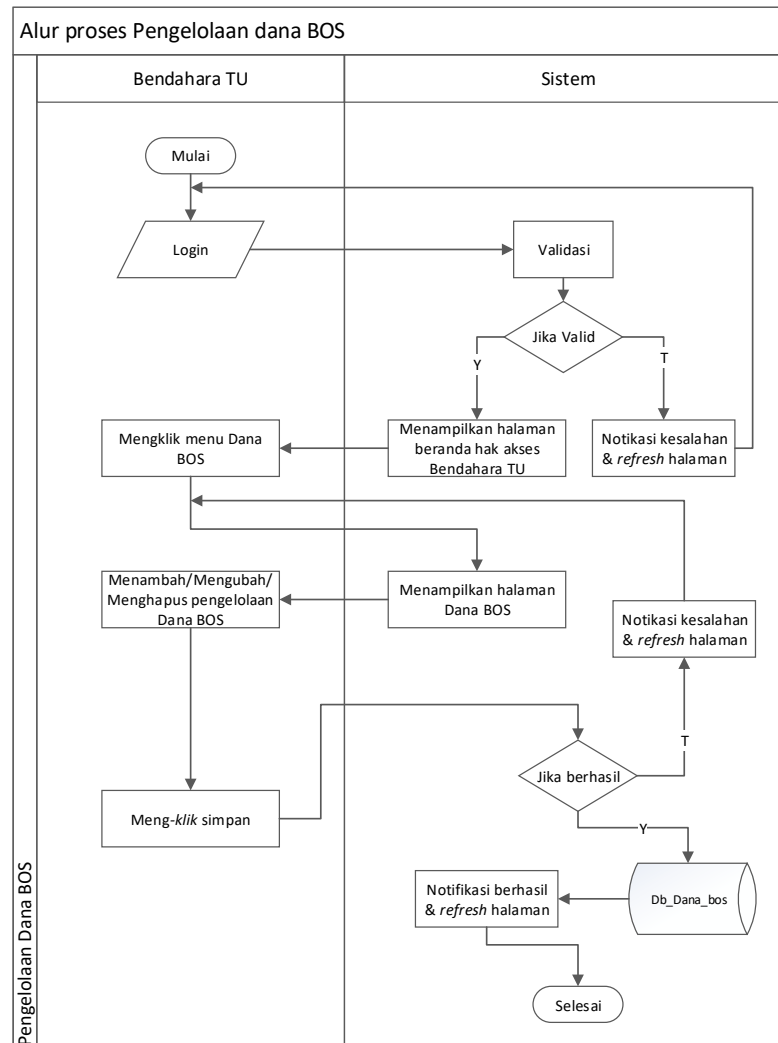 Alur proses Pengelolaan dana BOS
Bendahara TU
Sistem
Mulai
Login
Validasi
Jika Valid
Y
T
Mengklik menu Dana
BOS
Menampilkan halaman
beranda hak akses
Bendahara TU
Notikasi kesalahan
& refresh halaman
Menambah/Mengubah/
Menghapus pengelolaan
Dana BOS
Menampilkan halaman
Dana BOS
Notikasi kesalahan
& refresh halaman
T
Jika berhasil
Meng-klik simpan
Y
Notifikasi berhasil
& refresh halaman
Db_Dana_bos
Selesai
Pengelolaan Dana BOS